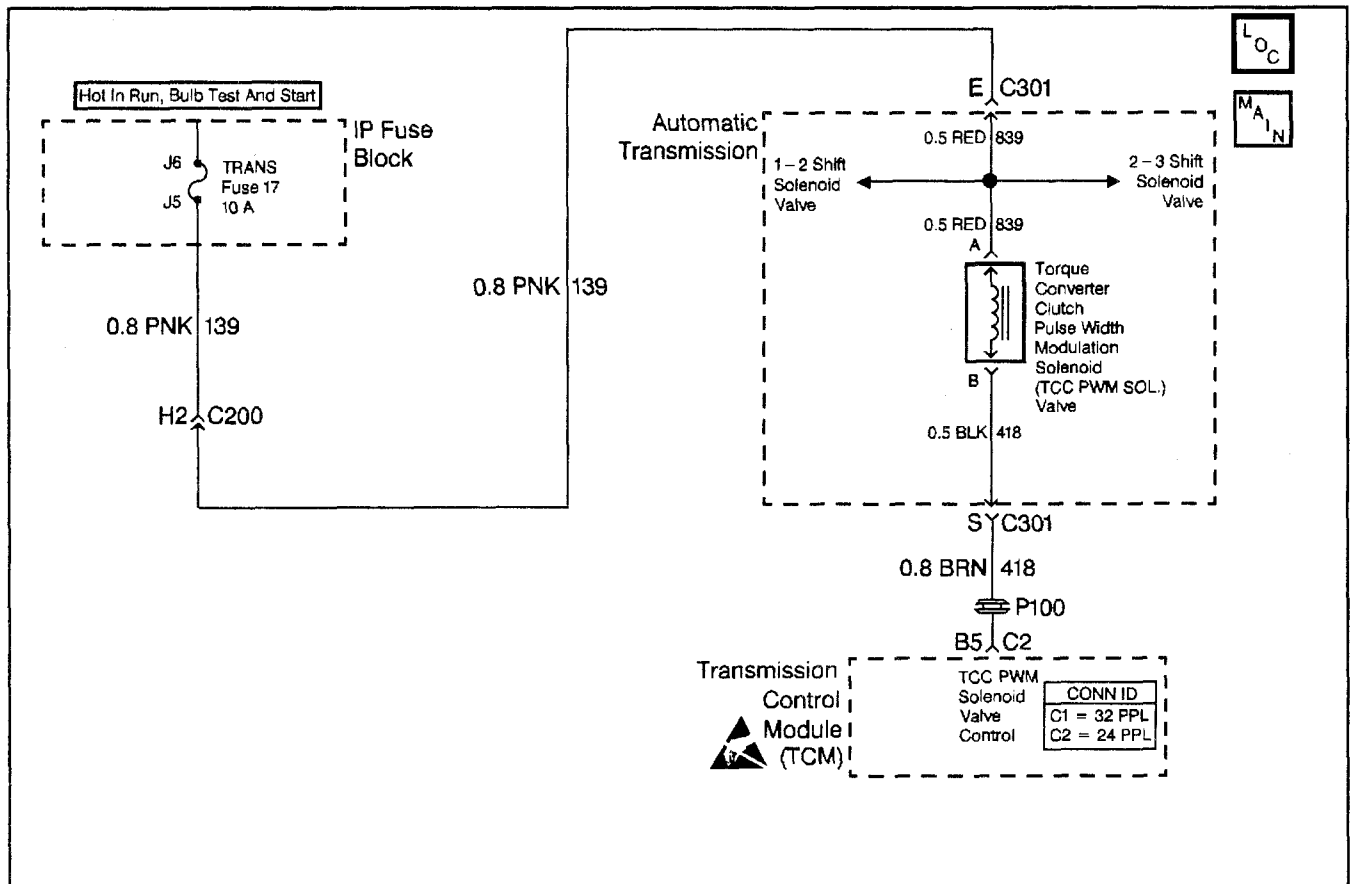 L O C
Hot In Run, Bulb Test And Start
IP Fuse
Block
J6
J5
TRANS
Fuse 17
10 A
0.8 PNK 139
H2 C200
0.8 PNK 139
E C301
M A I N
Automatic
Transmission
0.5 RED 839
1 – 2 Shift
Solenoid
Valve
2 – 3 Shift
Solenoid
Valve
0.5 RED 839
A
Torque
Converter
Clutch
Pulse Width
Modulation
Solenoid
(TCC PWM SOL.)
Valve
B
0.5 BLK 418
S C301
0.8 BRN 418
P100
B5 C2
Transmission
Control
Module
(TCM)
TCC PWM
Solenoid
Valve
Control
CONN ID
C1 = 32 PPL
C2 = 24 PPL